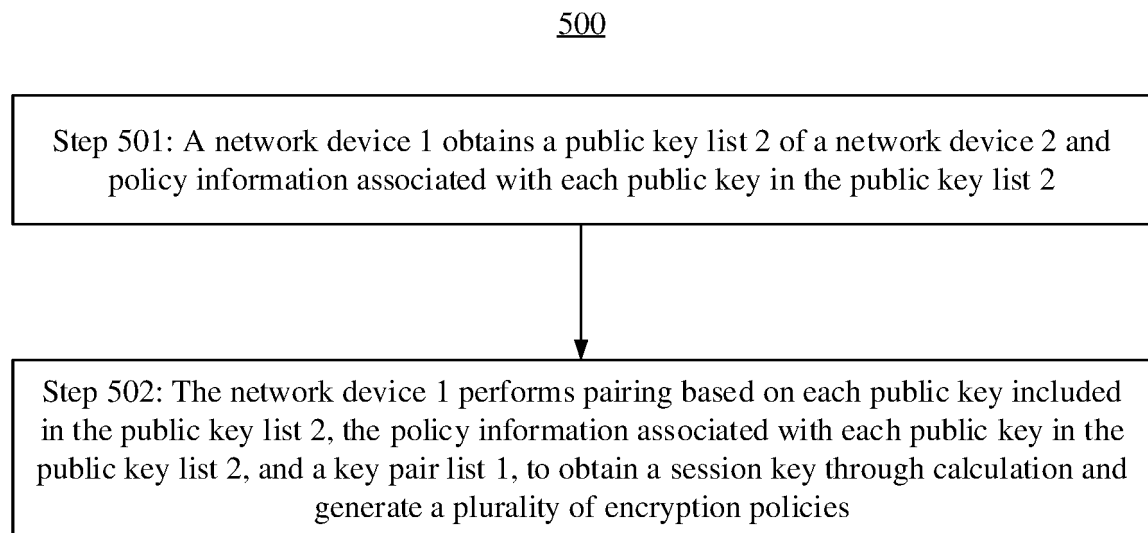 500
Step 501: A network device 1 obtains a public key list 2 of a network device 2 and
policy information associated with each public key in the public key list 2
Step 502: The network device 1 performs pairing based on each public key included
in the public key list 2, the policy information associated with each public key in the
public key list 2, and a key pair list 1, to obtain a session key through calculation and
generate a plurality of encryption policies